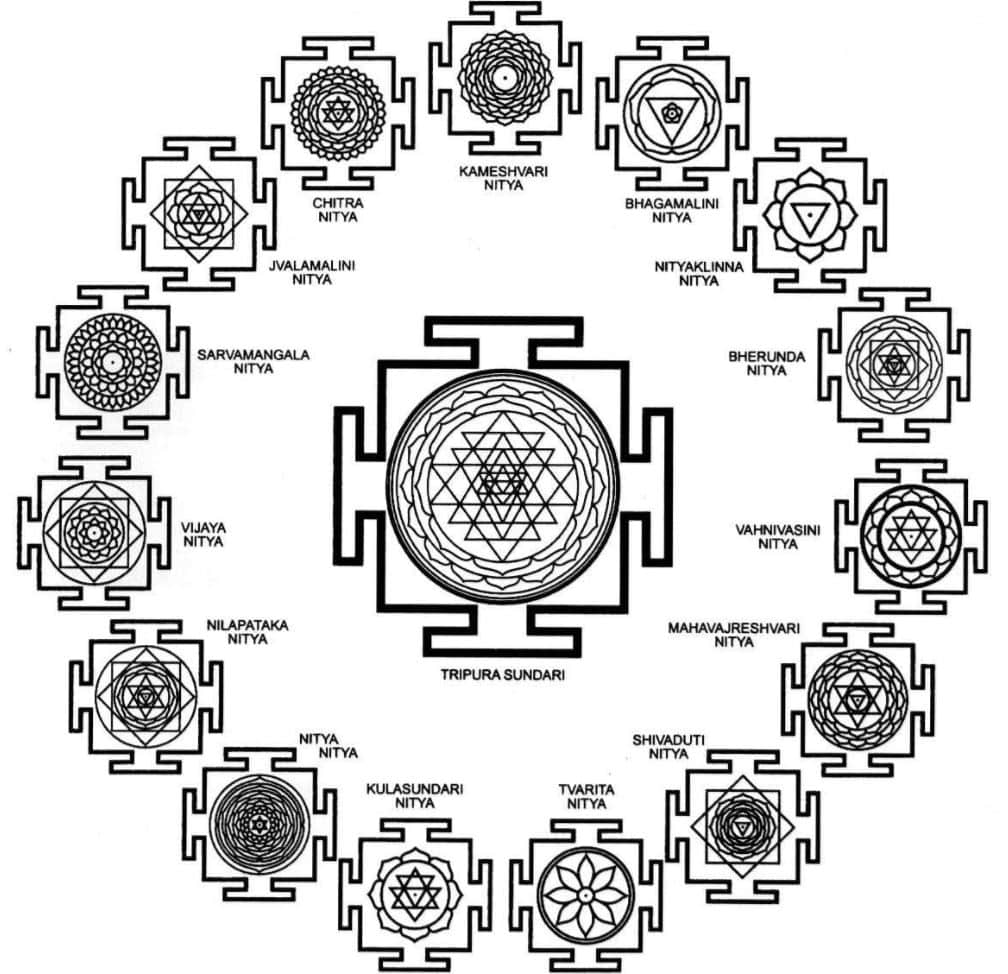 KAMESHVARI
NITYA
BHAGAMALINI
NITYA
NITYAKLINNA
NITYA
BHERUNDA
NITYA
VAHNIVASINI
NITYA
MAHAVAJRESHVARI
NITYA
SHIVADUTI
NITYA
TVARITA
NITYA
KULASUNDARI
NITYA
NITYA
NITYA
NILAPATAKA
NITYA
VIJAYA
NITYA
SARVAMANGALA
NITYA
JVALAMALINI
NITYA
CHITRA
NITYA
TRIPURA SUNDARI